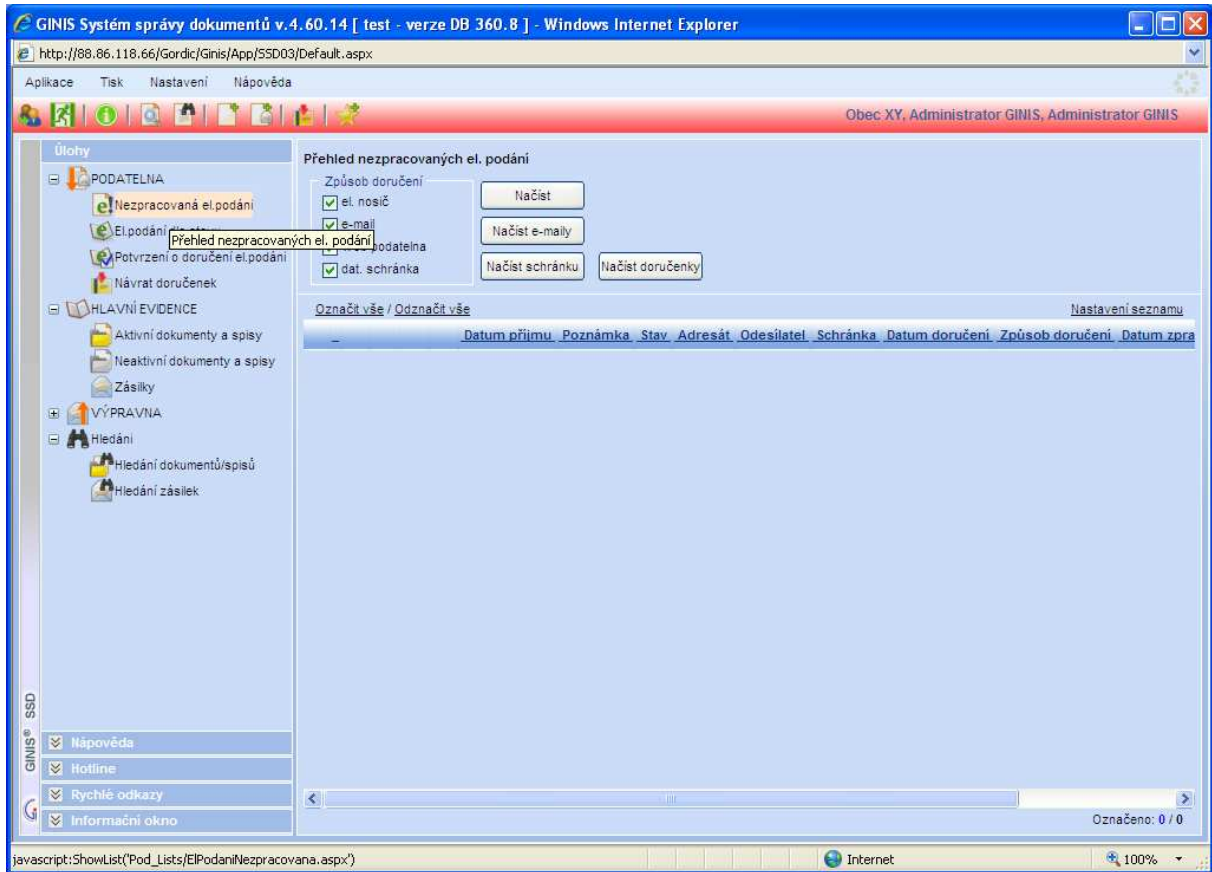 GINIS Systém správy dokumentů v.4.60.14 [ test - verze DB 360.8 ] - Windows Internet Explorer
http://88.86.118.66/Gordic/Ginis/App/SSD03/Default.aspx
Aplikace Tisk Nastavení Nápověda
Obec XY, Administrator GINIS, Administrator GINIS
Úlohy
PODATELNA
Nezpracovaná el.podání
El.podání
Přehled nezpracovaných el. podání
Potvrzení o doručení el.podání
Návrat doručenek
HLAVNÍ EVIDENCE
Aktivní dokumenty a spisy
Neaktivní dokumenty a spisy
Zásilky
VÝPRAVNA
Hledání
Hledání dokumentů/spisů
Hledání zásilek
GINIS® SSD
Nápověda
Hotline
Rychlé odkazy
Informační okno
Přehled nezpracovaných el. podání
Způsob doručení
el. nosič
e-mail
podatelna
dat. schránka
Načíst
Načíst e-maily
Načíst schránku Načíst doručenky
Označit vše / Odznačit vše Nastavení seznamu
Datum příjmu Poznámka Stav Adresát Odesílatel Schránka Datum doručení Způsob doručení Datum zpra
Označeno: 0 / 0
javascript:ShowList('Pod_Lists/ElPodaniNezpracovana.aspx') Internet 100%